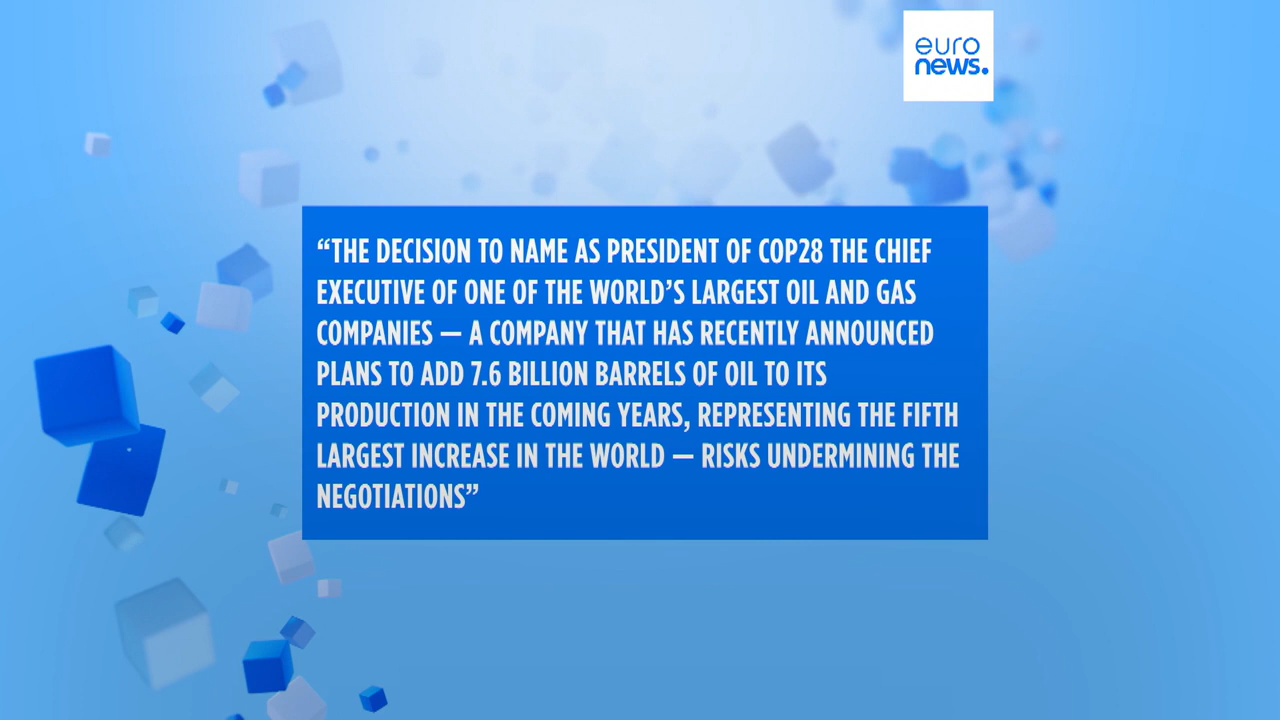 euro
news.
“THE DECISION TO NAME AS PRESIDENT OF COP28 THE CHIEF
EXECUTIVE OF ONE OF THE WORLD’S LARGEST OIL AND GAS
COMPANIES — A COMPANY THAT HAS RECENTLY ANNOUNCED
PLANS TO ADD 7.6 BILLION BARRELS OF OIL TO ITS
PRODUCTION IN THE COMING YEARS, REPRESENTING THE FIFTH
LARGEST INCREASE IN THE WORLD — RISKS UNDERMINING THE
NEGOTIATIONS”